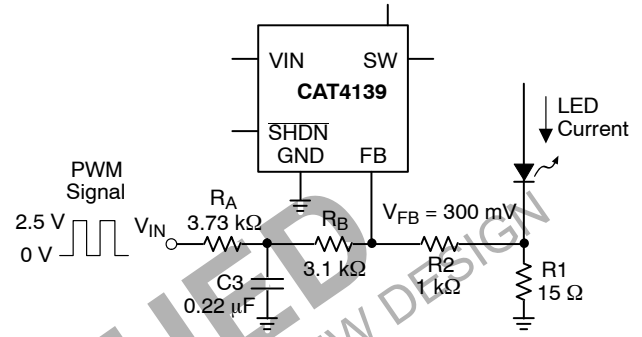 VIN
SW
CAT4139
SHDN
GND
FB
LED
Current
PWM
Signal
2.5 V
0 V
VIN
RA
3.73 kΩ
C3
0.22 μF
RB
3.1 kΩ
VFB = 300 mV
R2
1 kΩ
R1
15 Ω
W DESIGN